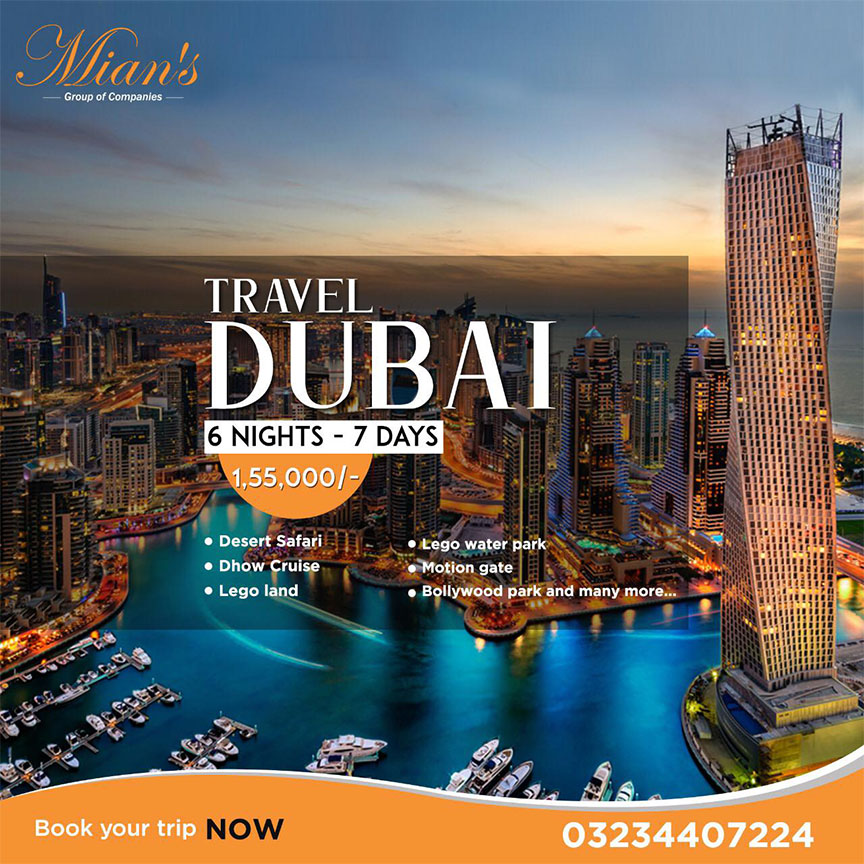 Mian's
Group of Companies
TRAVEL
DUBAI
6 NIGHTS - 7 DAYS
1,55,000/-
• Desert Safari
• Dhow Cruise
• Lego land
• Lego water park
• Motion gate
• Bollywood park and many more...
Book your trip NOW
03234407224